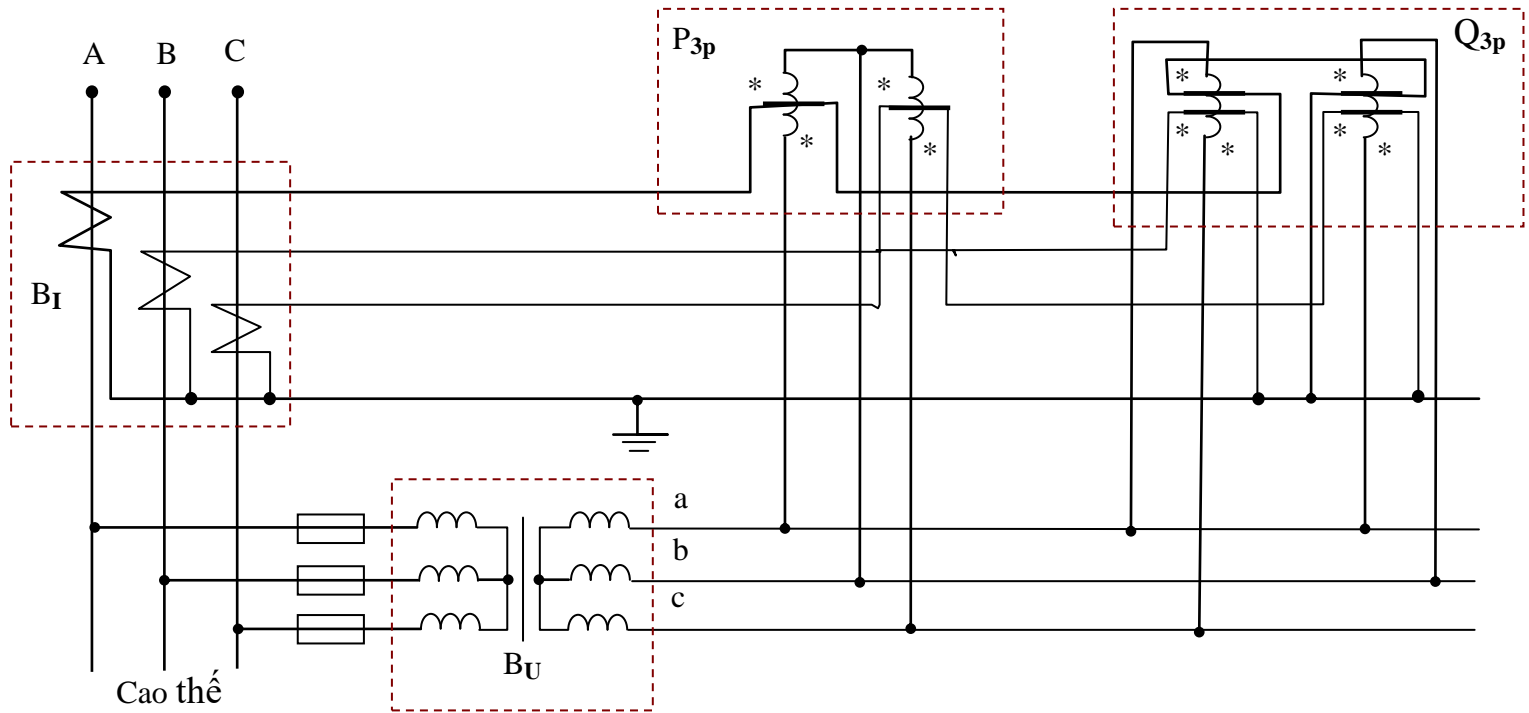 A B C
P3p
Q3p
* * * *
* * * *
* *
BI
a
b
c
BU
Cao thế